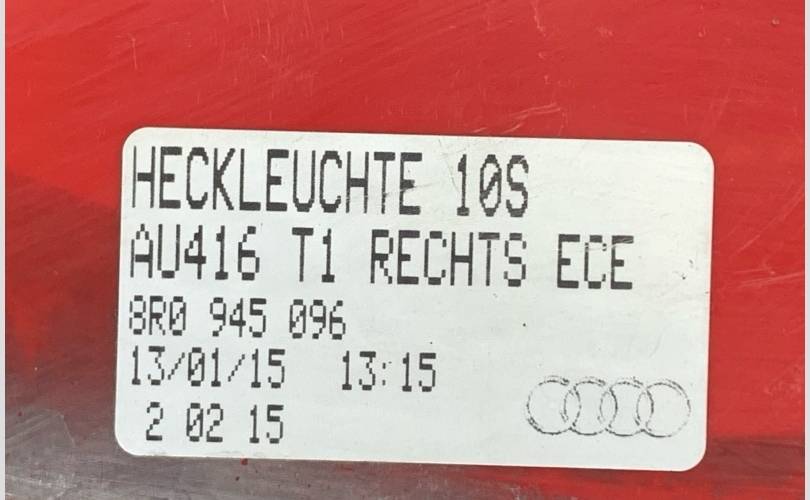 HECKLEUCHTE 10S
AU416 T1 RECHTS ECE
8R0 945 096
13/01/15 13:15
2 02 15